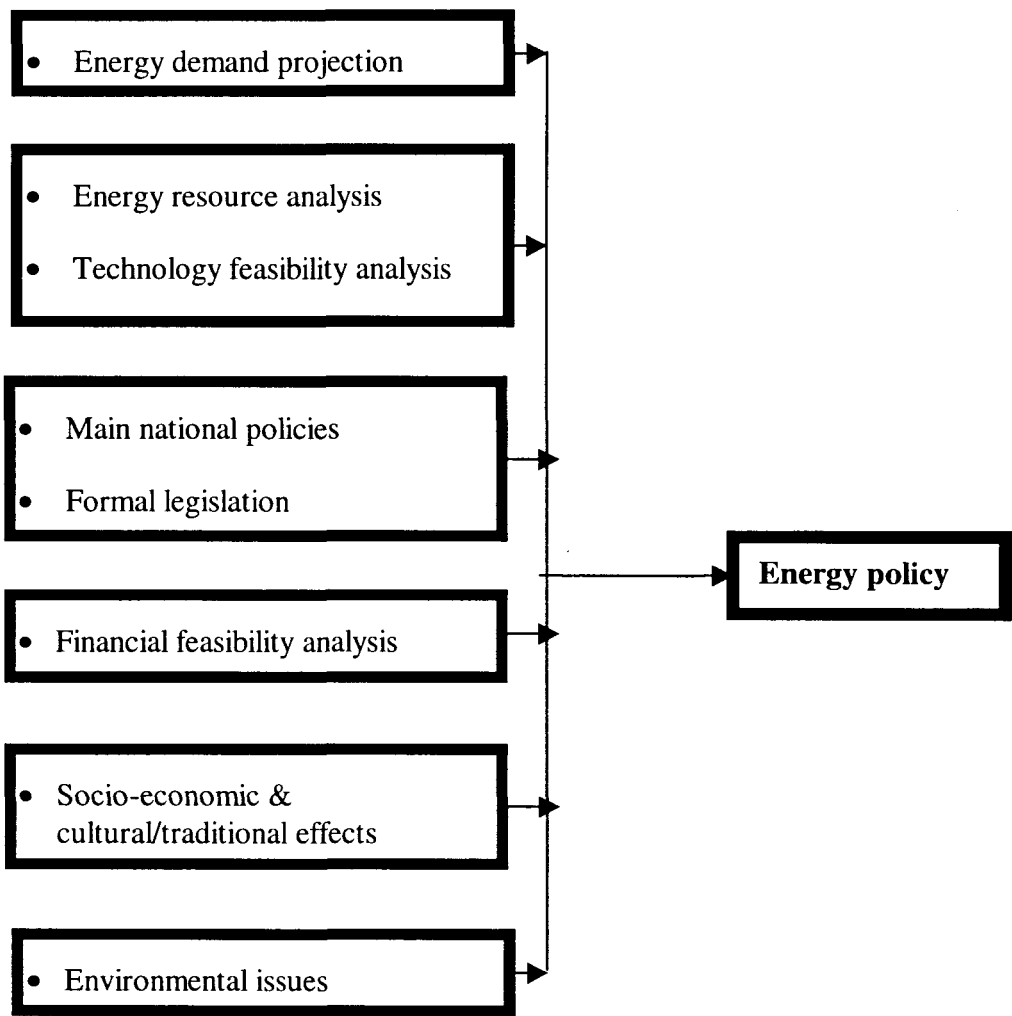 • Energy demand projection
• Energy resource analysis
• Technology feasibility analysis
• Main national policies
• Formal legislation
• Financial feasibility analysis
• Socio-economic &
cultural/traditional effects
• Environmental issues
Energy policy